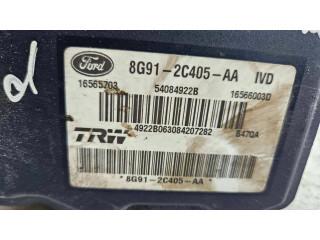 Ford
8G91-2C405-AA IVD
16565703 54084922B 16566003D
TRW 4922B063084207282 8470A
* 8G91-2C405-AA *